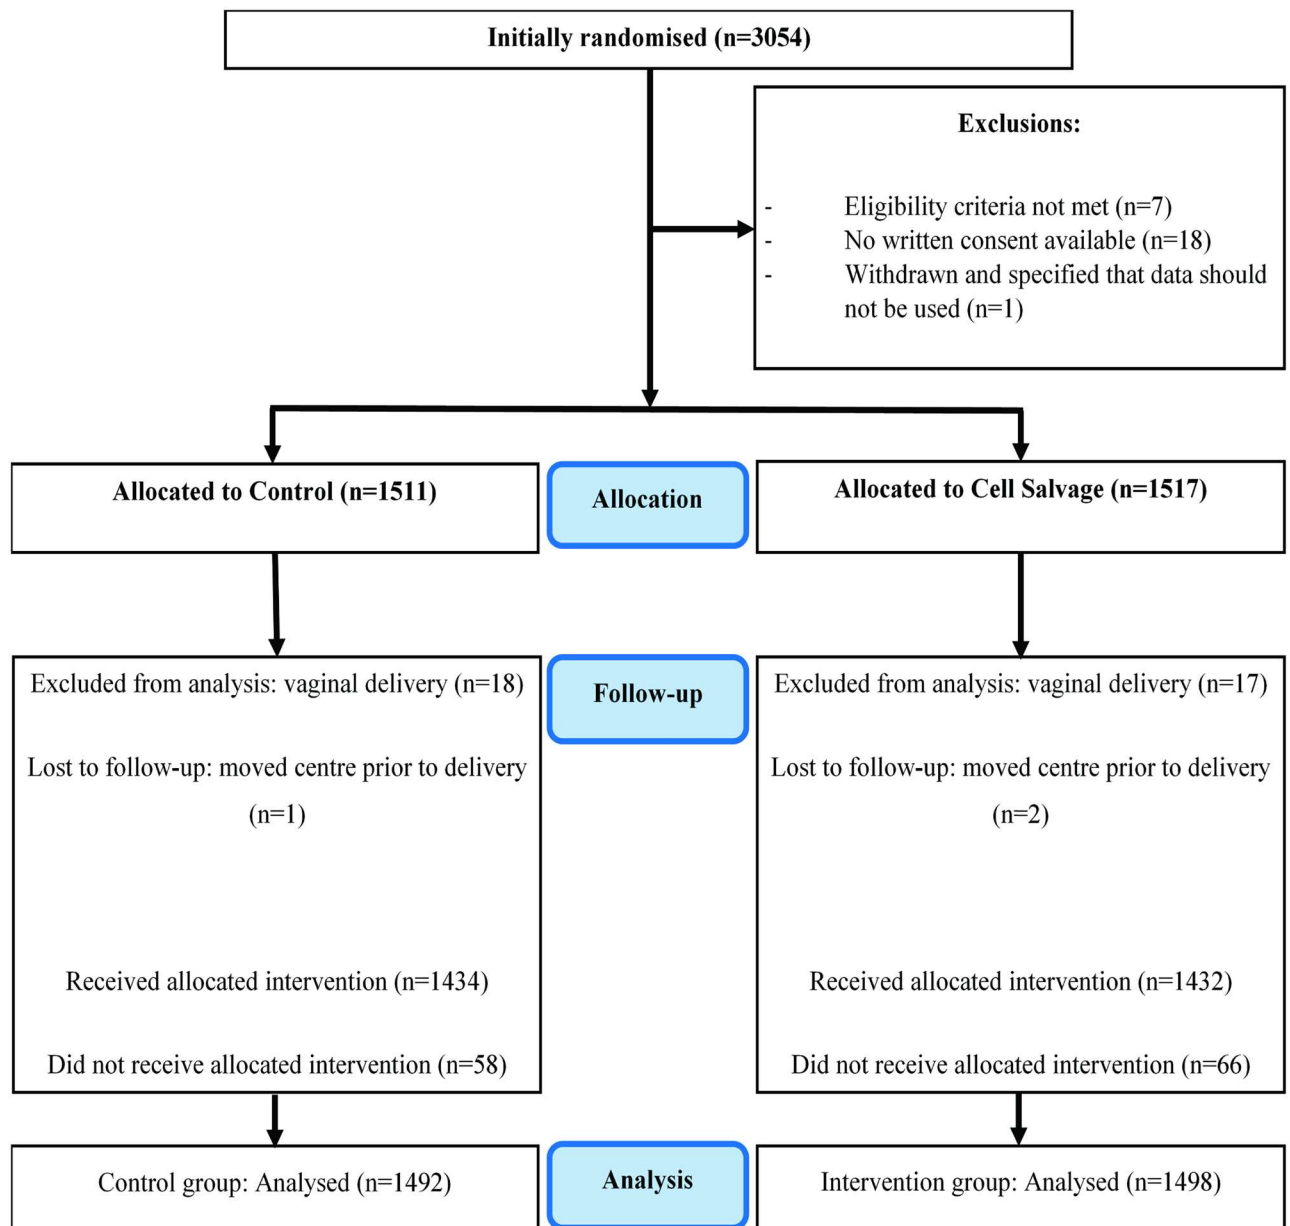 Initially randomised (n=3054)
Exclusions:
- Eligibility criteria not met (n=7)
- No written consent available (n=18)
- Withdrawn and specified that data should
not be used (n=1)
Allocated to Control (n=1511)
Allocation
Allocated to Cell Salvage (n=1517)
Excluded from analysis: vaginal delivery (n=18)
Lost to follow-up: moved centre prior to delivery
(n=1)
Received allocated intervention (n=1434)
Did not receive allocated intervention (n=58)
Follow-up
Excluded from analysis: vaginal delivery (n=17)
Lost to follow-up: moved centre prior to delivery
(n=2)
Received allocated intervention (n=1432)
Did not receive allocated intervention (n=66)
Control group: Analysed (n=1492)
Analysis
Intervention group: Analysed (n=1498)